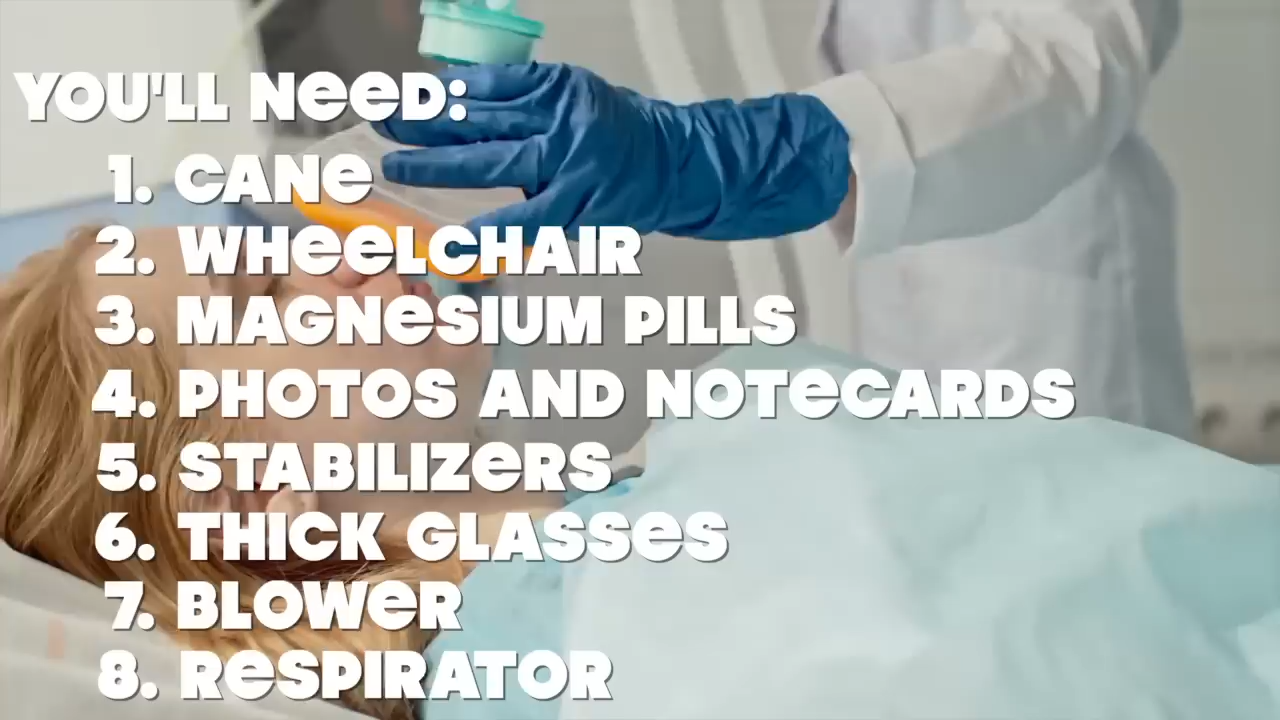 YOU'LL NEED:
1. CANE
2. WHEELCHAIR
3. MAGNESIUM PILLS
4. PHOTOS AND NOTECARDS
5. STABILIZERS
6. THICK GLASSES
7. BLOWER
8. RESPIRATOR